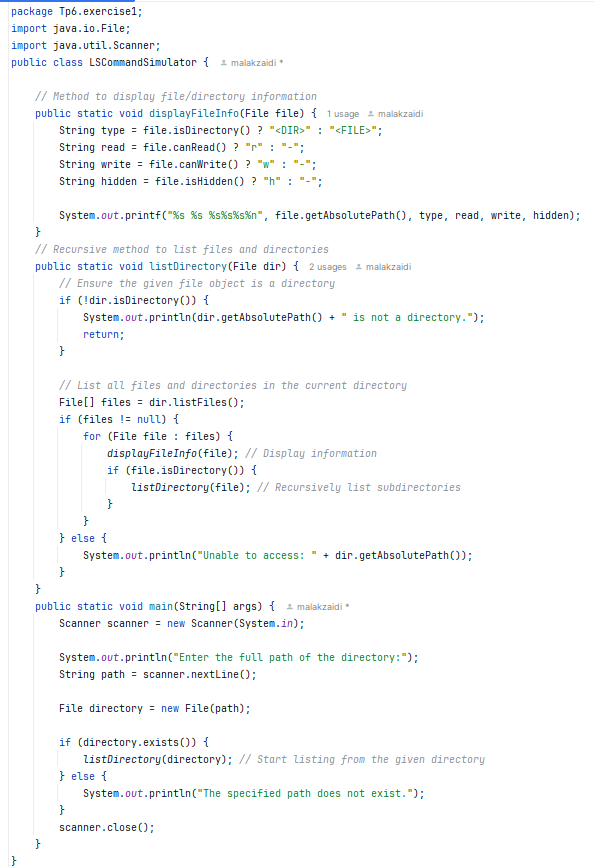 package Tp6.exercise1;
import java.io.File;
import java.util.Scanner;
public class LSCommandSimulator {  malakzaidi *

    // Method to display file/directory information
    public static void displayFileInfo(File file) {  1 usage  malakzaidi
        String type = file.isDirectory() ? "<DIR>" : "<FILE>";
        String read = file.canRead() ? "r" : "-";
        String write = file.canWrite() ? "w" : "-";
        String hidden = file.isHidden() ? "h" : "-";

        System.out.printf("%s %s %s%s%s%n", file.getAbsolutePath(), type, read, write, hidden);
    }
    // Recursive method to list files and directories
    public static void listDirectory(File dir) {  2 usages  malakzaidi
        // Ensure the given file object is a directory
        if (!dir.isDirectory()) {
            System.out.println(dir.getAbsolutePath() + " is not a directory.");
            return;
        }

        // List all files and directories in the current directory
        File[] files = dir.listFiles();
        if (files != null) {
            for (File file : files) {
                displayFileInfo(file); // Display information
                if (file.isDirectory()) {
                    listDirectory(file); // Recursively list subdirectories
                }
            }
        } else {
            System.out.println("Unable to access: " + dir.getAbsolutePath());
        }
    }
    public static void main(String[] args) {  malakzaidi *
        Scanner scanner = new Scanner(System.in);

        System.out.println("Enter the full path of the directory:");
        String path = scanner.nextLine();

        File directory = new File(path);

        if (directory.exists()) {
            listDirectory(directory); // Start listing from the given directory
        } else {
            System.out.println("The specified path does not exist.");
        }
        scanner.close();
    }
}